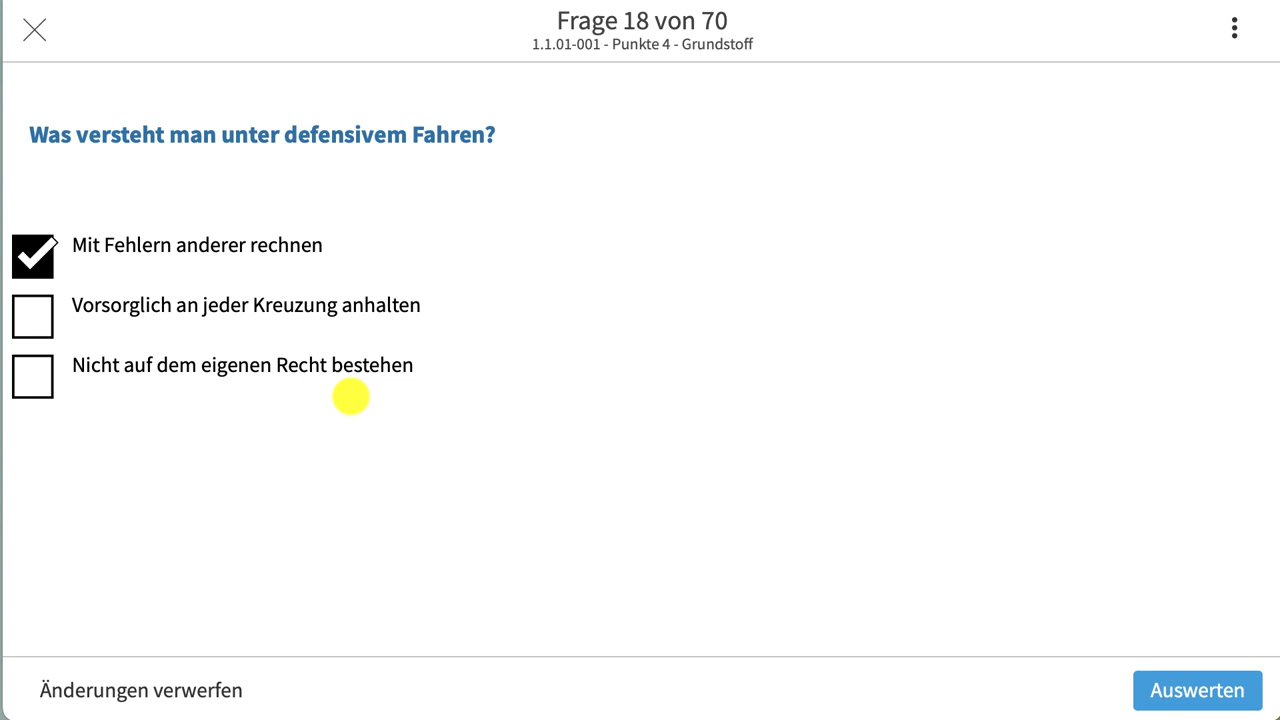 Frage 18 von 70
1.1.01-001 - Punkte 4 - Grundstoff
Was versteht man unter defensivem Fahren?
Mit Fehlern anderer rechnen
Vorsorglich an jeder Kreuzung anhalten
Nicht auf dem eigenen Recht bestehen
Änderungen verwerfen
Auswerten